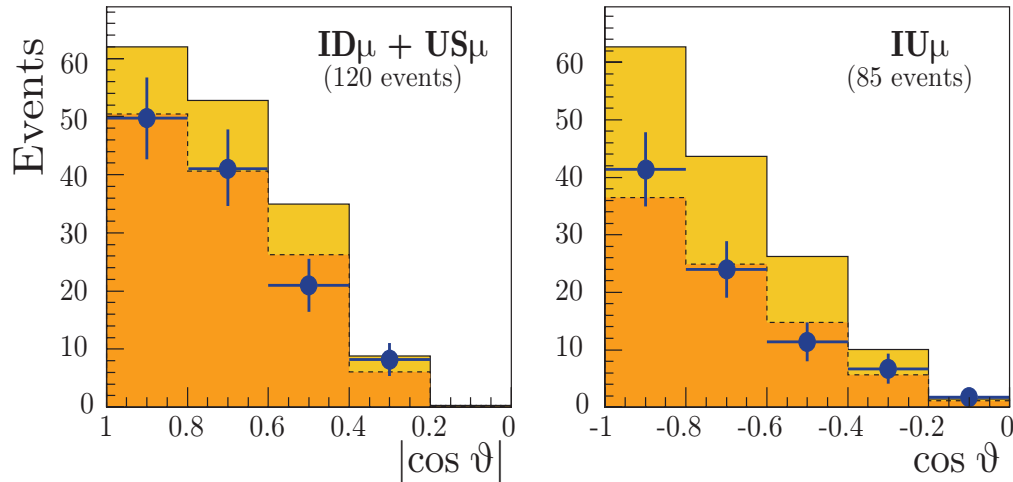 Events
60
50
40
30
20
10
0
IDμ + USμ
(120 events)
1 0.8 0.6 0.4 0.2 0
|cos ϑ|
60
50
40
30
20
10
0
IUμ
(85 events)
-1 -0.8 -0.6 -0.4 -0.2 0
cos ϑ